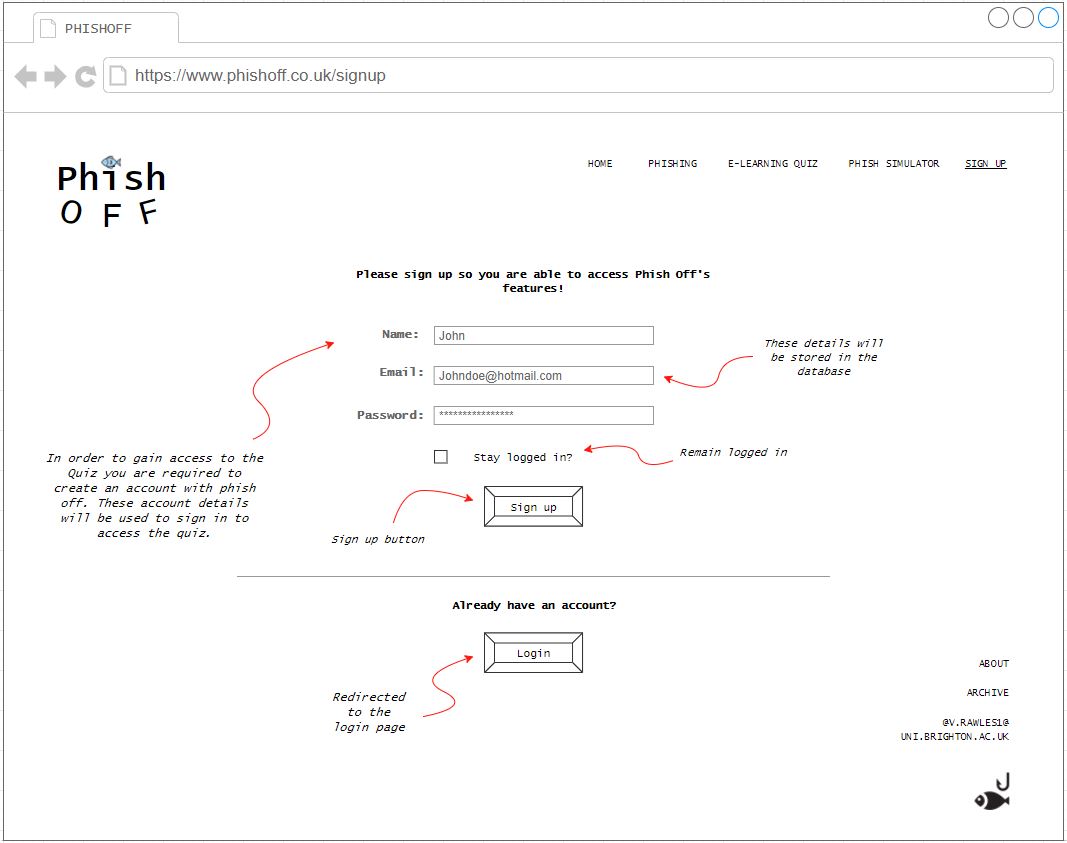 PHISHOFF
https://www.phishoff.co.uk/signup
Phish
OFF
HOME PHISHING E-LEARNING QUIZ PHISH SIMULATOR SIGN UP
Please sign up so you are able to access Phish Off's
features!
Name: John
Email: Johndoe@hotmail.com
Password: ***************
Stay logged in?
Sign up
These details will
be stored in the
database
Remain logged in
In order to gain access to the
Quiz you are required to
create an account with phish
off. These account details
will be used to sign in to
access the quiz.
Sign up button
Already have an account?
Login
Redirected
to the
login page
ABOUT
ARCHIVE
@V.RAWLES1@
UNI.BRIGHTON.AC.UK